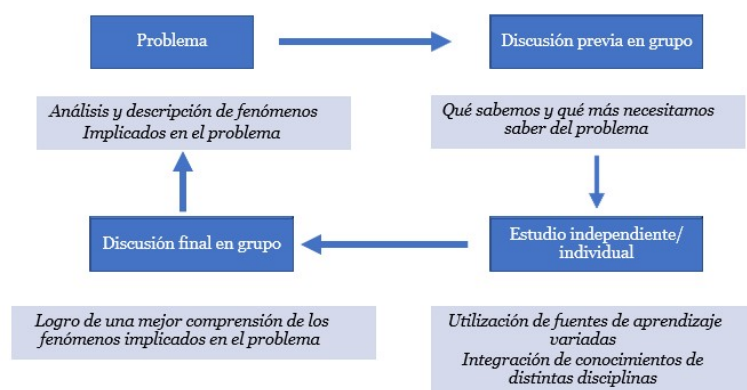 Problema
Discusión previa en grupo
Análisis y descripción de fenómenos
Implicados en el problema
Qué sabemos y qué más necesitamos
saber del problema
Discusión final en grupo
Estudio independiente/
individual
Logro de una mejor comprensión de los
fenómenos implicados en el problema
Utilización de fuentes de aprendizaje
variadas
Integración de conocimientos de
distintas disciplinas